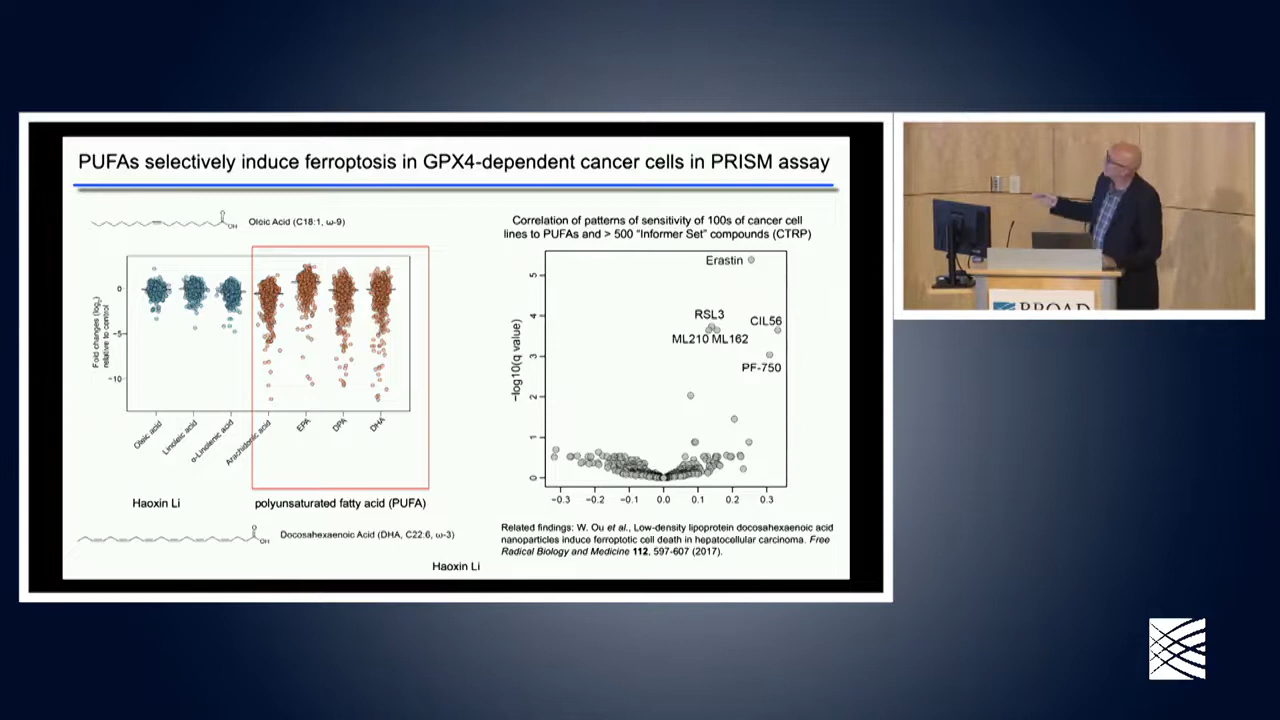 PUFAs selectively induce ferroptosis in GPX4-dependent cancer cells in PRISM assay
OH
Oleic Acid (C18:1, ω-9)
Fold changes (log₂)
relative to control
0
−5
−10
Oleic acid
Linoleic acid
α-Linolenic acid
Arachidonic acid
EPA
DPA
DHA
Haoxin Li
polyunsaturated fatty acid (PUFA)
OH
Docosahexaenoic Acid (DHA, C22:6, ω-3)
Haoxin Li
Correlation of patterns of sensitivity of 100s of cancer cell
lines to PUFAs and > 500 "Informer Set" compounds (CTRP)
−log10(q value)
5
4
3
2
1
0
Erastin
RSL3
CIL56
ML210 ML162
PF-750
−0.3 −0.2 −0.1 0.0 0.1 0.2 0.3
Related findings: W. Ou et al., Low-density lipoprotein docosahexaenoic acid
nanoparticles induce ferroptotic cell death in hepatocellular carcinoma. Free
Radical Biology and Medicine 112, 597-607 (2017).
BROAD